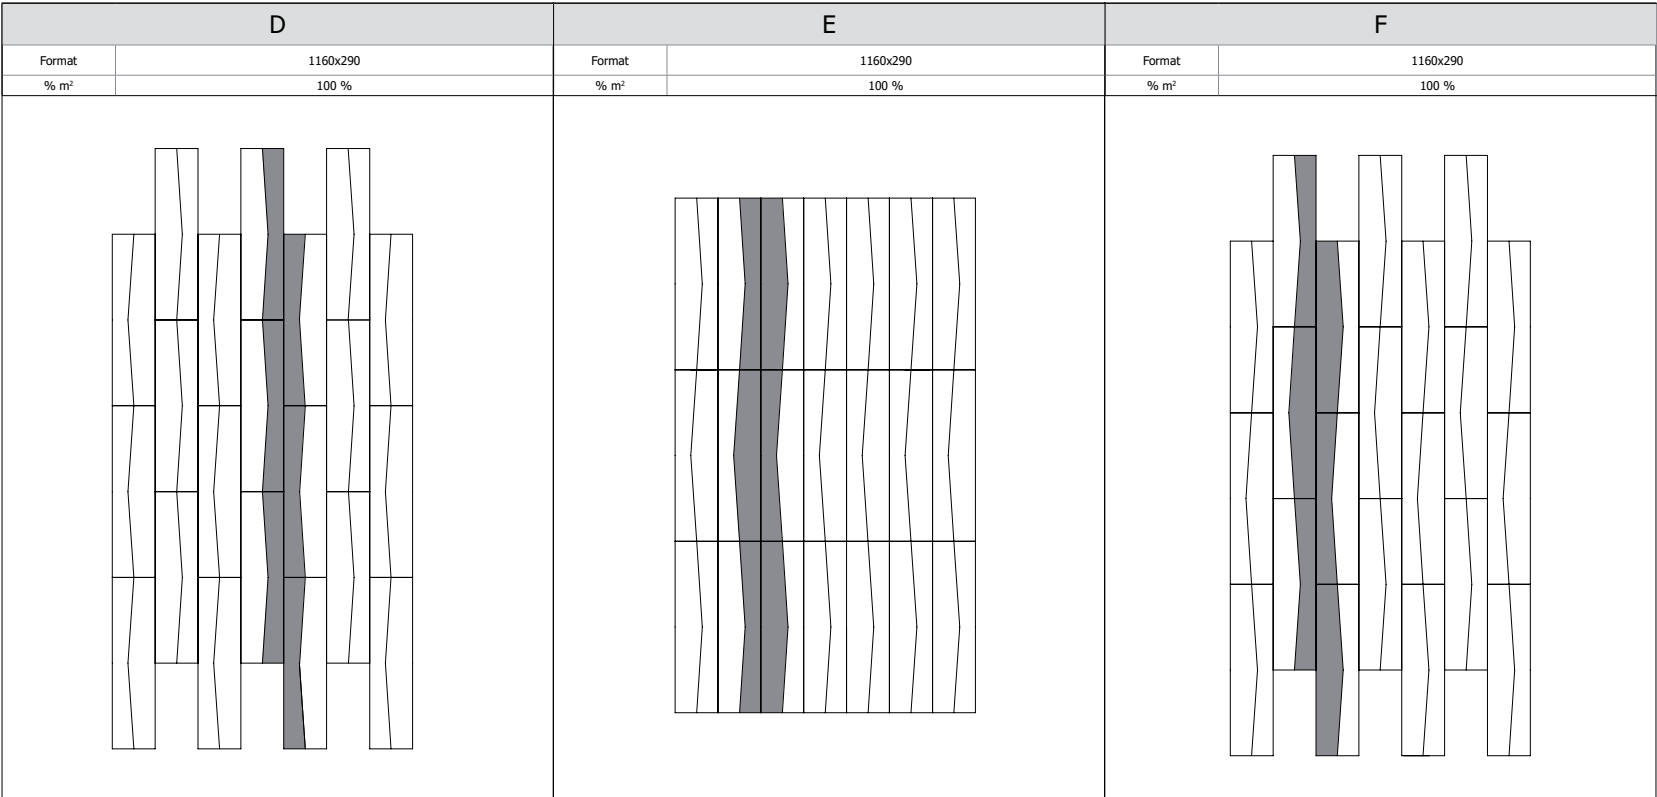 D E F
Format 1160x290 Format 1160x290 Format 1160x290
% m² 100 % % m² 100 % % m² 100 %